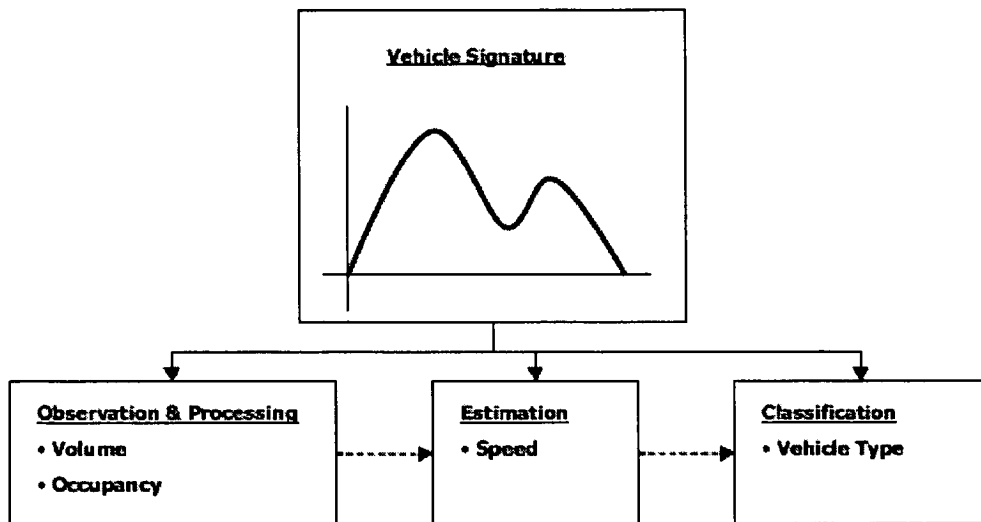 Vehicle Signature
Observation & Processing
• Volume
• Occupancy
Estimation
• Speed
Classification
• Vehicle Type